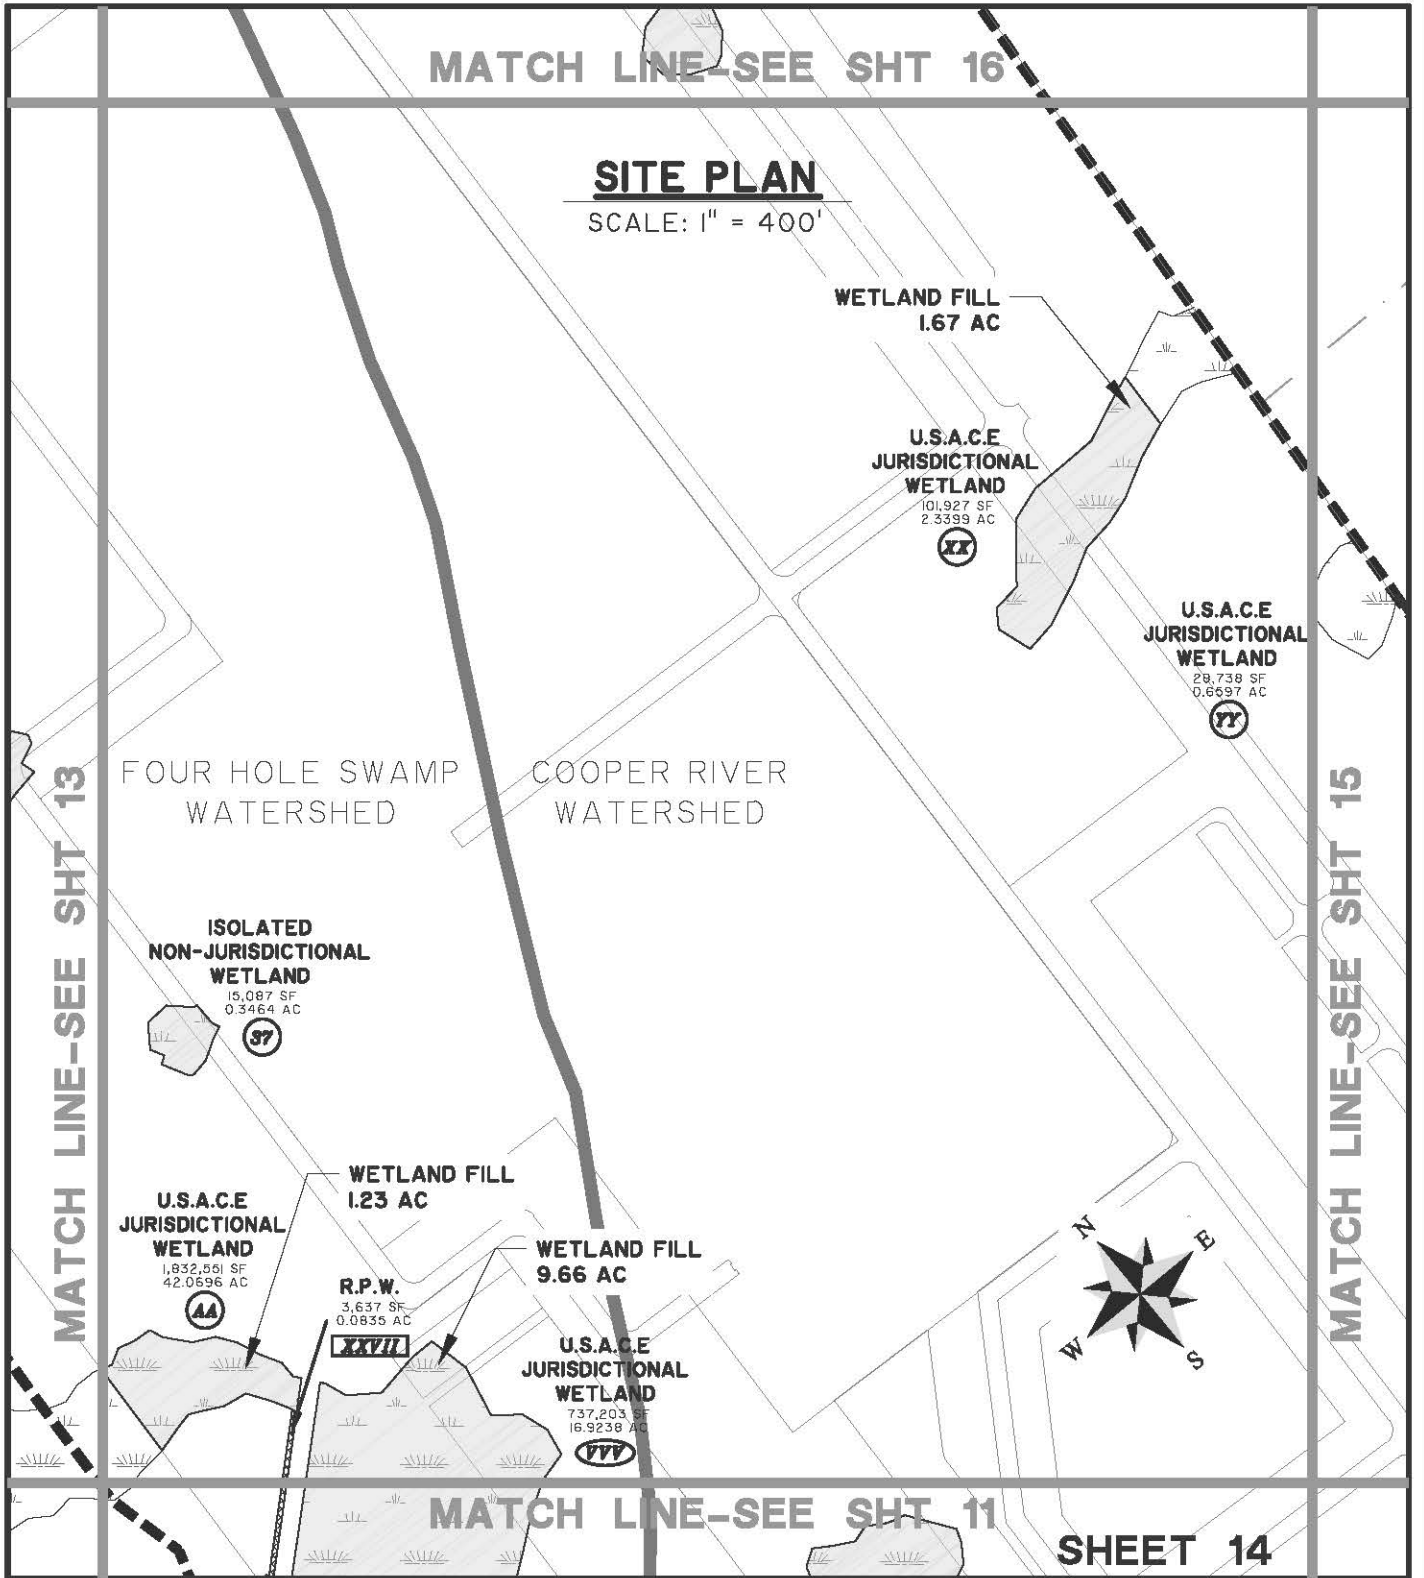 MATCH LINE-SEE SHT 16
SITE PLAN
SCALE: 1" = 400'
WETLAND FILL
1.67 AC
U.S.A.C.E
JURISDICTIONAL
WETLAND
101,927 SF
2.3399 AC
XX
U.S.A.C.E
JURISDICTIONAL
WETLAND
28,738 SF
0.6597 AC
YY
MATCH LINE-SEE SHT 13
FOUR HOLE SWAMP
WATERSHED
COOPER RIVER
WATERSHED
MATCH LINE-SEE SHT 15
ISOLATED
NON-JURISDICTIONAL
WETLAND
15,087 SF
0.3464 AC
37
WETLAND FILL
1.23 AC
U.S.A.C.E
JURISDICTIONAL
WETLAND
1,832,551 SF
42.0696 AC
AA
R.P.W.
3,637 SF
0.0835 AC
XXVII
WETLAND FILL
9.66 AC
U.S.A.C.E
JURISDICTIONAL
WETLAND
737,203 SF
16.9238 AC
VVV
N
E
W
S
MATCH LINE-SEE SHT 11
SHEET 14